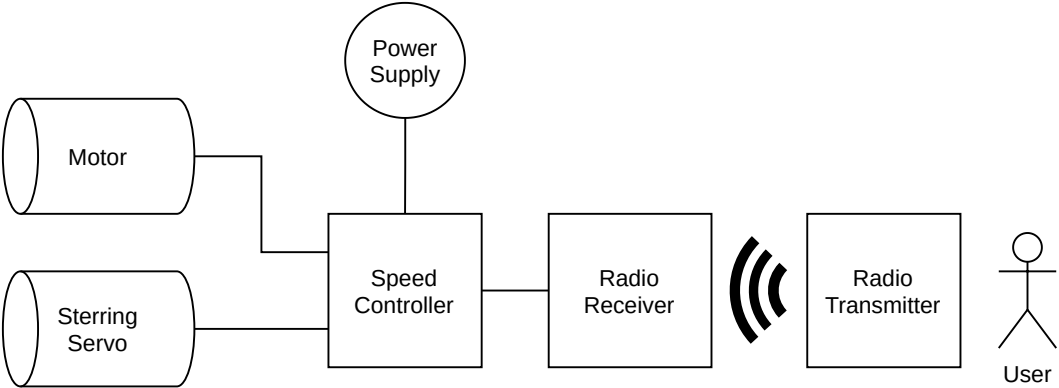 Power
Supply
Motor
Speed
Controller
Radio
Receiver
Radio
Transmitter
Sterring
Servo
User